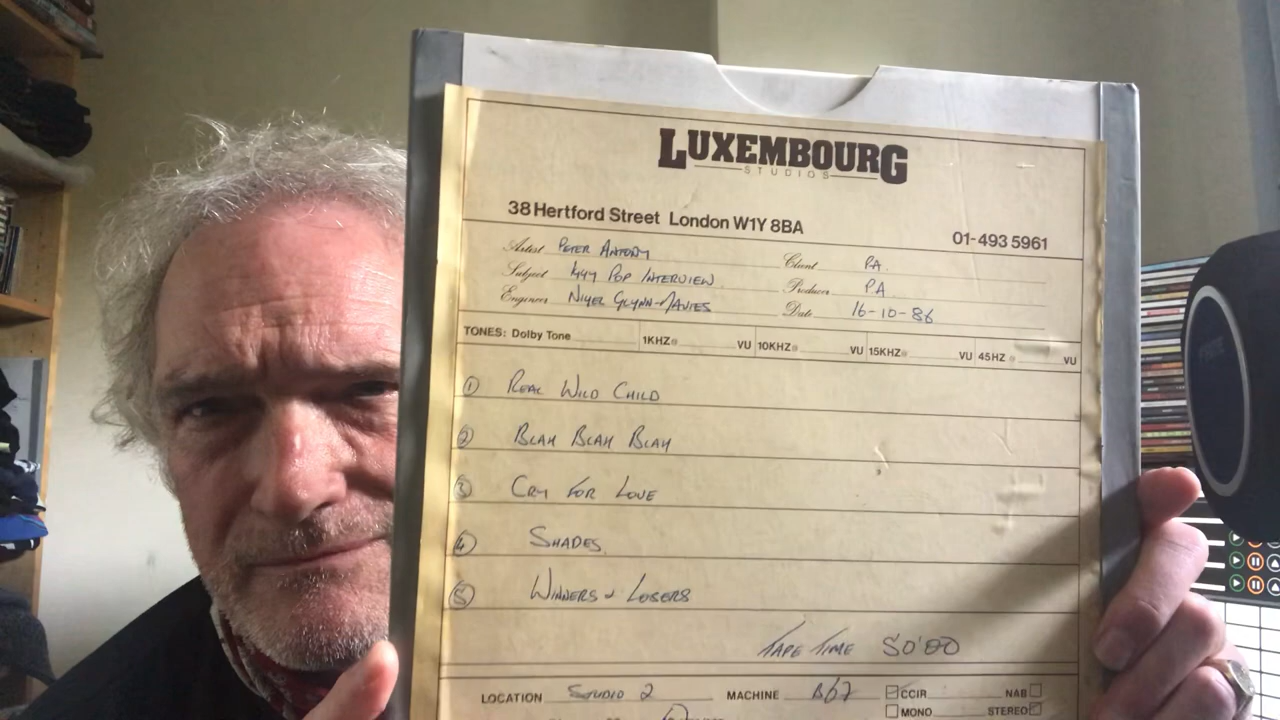 LUXEMBOURG
STUDIOS
38 Hertford Street London W1Y 8BA
01-493 5961
Artist PETER ANTONY Client PA.
Subject POP INTERVIEW Producer PA
Engineer NIGEL GLYNN-DAVIES Date 16-10-86
TONES: Dolby Tone 1KHZ@ VU 10KHZ@ VU 15KHZ@ VU 45HZ@ VU
① REAL WILD CHILD
② BLAH BLAH BLAH
③ CRY FOR LOVE
④ SHADES
⑤ WINNERS & LOSERS
TAPE TIME 50'00
LOCATION STUDIO 2 MACHINE B67 CCIR NAB
MONO STEREO